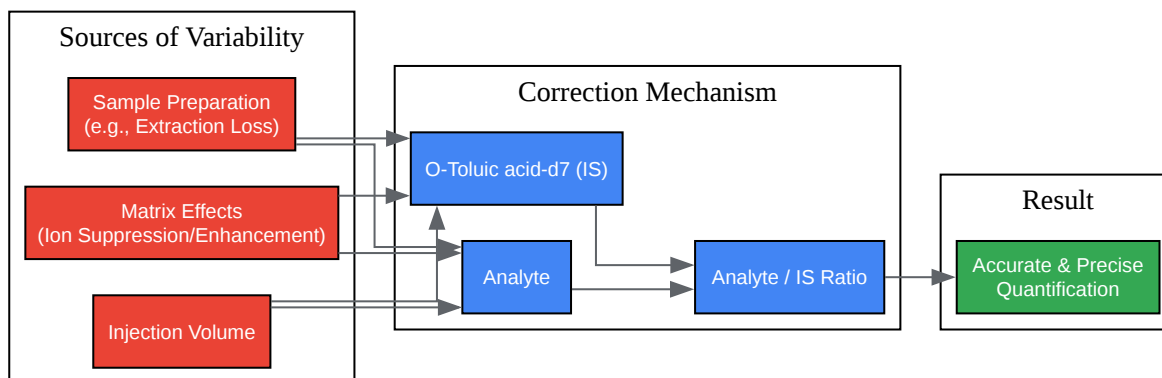 Sources of Variability
Sample Preparation
(e.g., Extraction Loss)
Matrix Effects
(Ion Suppression/Enhancement)
Injection Volume
Correction Mechanism
O-Toluic acid-d7 (IS)
Analyte
Analyte / IS Ratio
Result
Accurate & Precise
Quantification